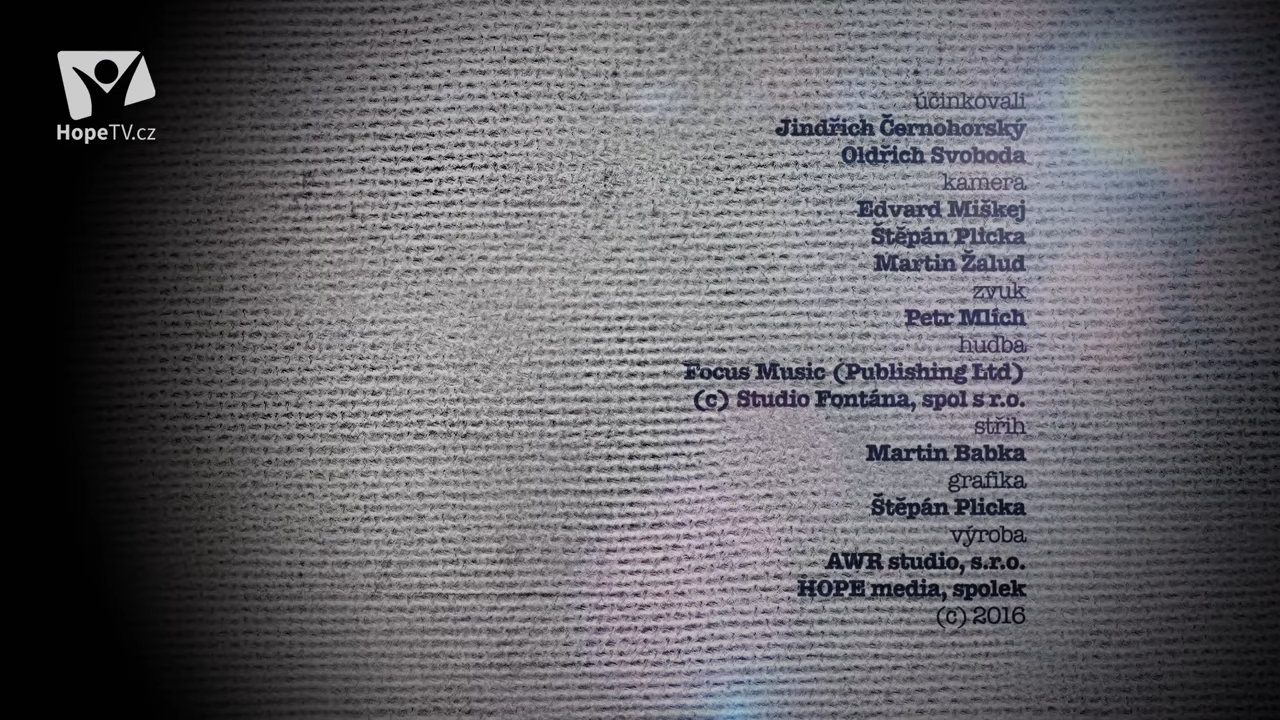 HopeTV.cz
účinkovali
Jindřich Černohorský
Oldřich Svoboda
kamera
Edvard Miškej
Štěpán Plicka
Martin Žalud
zvuk
Petr Mlích
hudba
Focus Music (Publishing Ltd)
(c) Studio Fontána, spol s r.o.
střih
Martin Babka
grafika
Štěpán Plicka
výroba
AWR studio, s.r.o.
HOPE media, spolek
(c) 2016